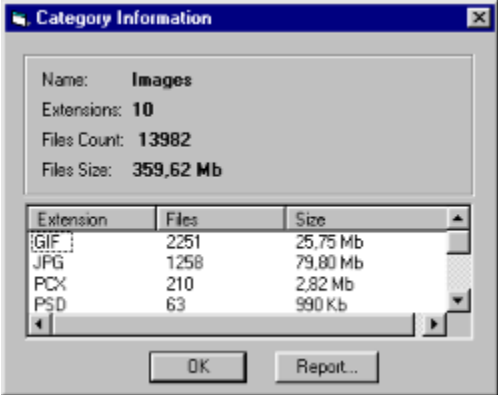 Category Information
Name: Images
Extensions: 10
Files Count: 13982
Files Size: 359,62 Mb
Extension Files Size
GIF 2251 25,75 Mb
JPG 1258 79,80 Mb
PCX 210 2,82 Mb
PSD 63 990 Kb
OK Report...